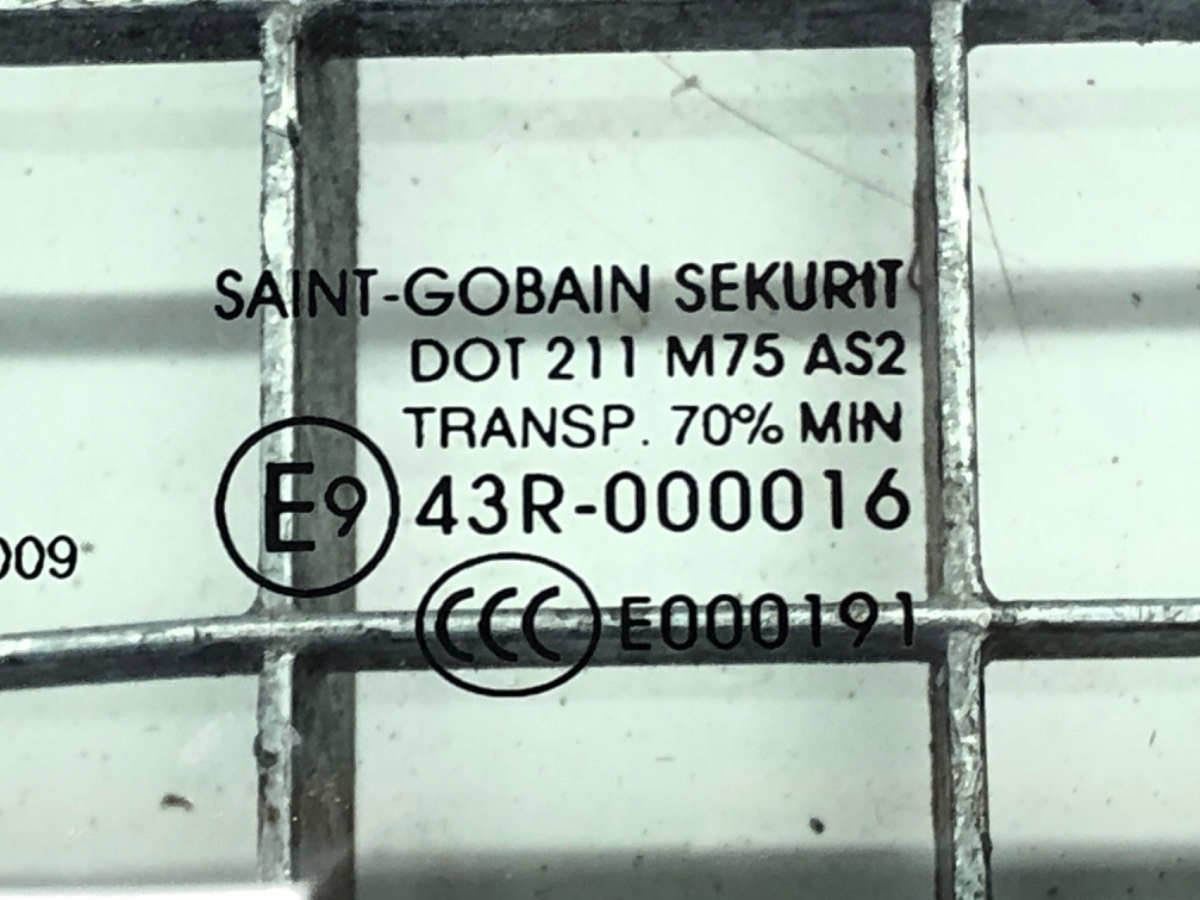 SAINT-GOBAIN SEKURIT
DOT 211 M75 AS2
TRANSP. 70% MIN
E9 43R-000016
009
CCC E000191